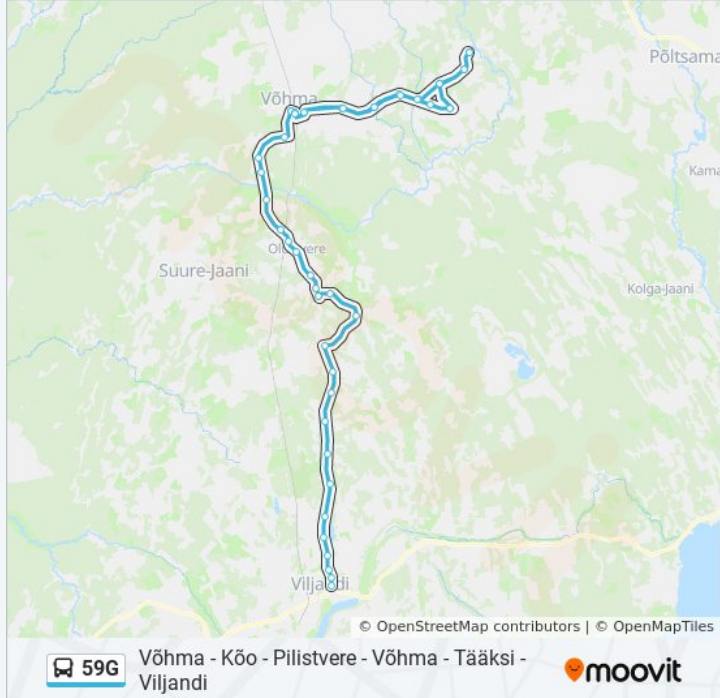 Põltsama
Võhma
Kama
Olustvere
Suure-Jaani
Kolga-Jaani
Viljandi
© OpenStreetMap contributors | © OpenMapTiles
59G
Võhma - Kõo - Pilistvere - Võhma - Tääksi -
Viljandi
moovit